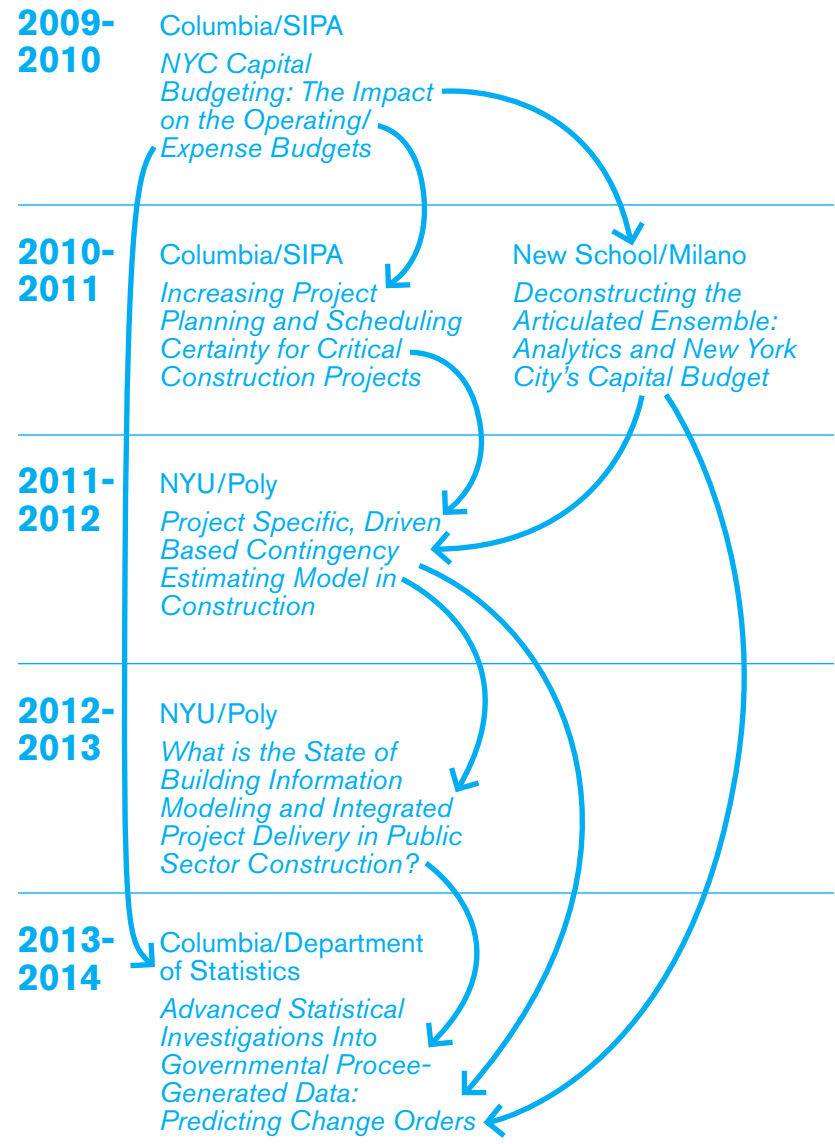 2009-
2010
Columbia/SIPA
NYC Capital
Budgeting: The Impact
on the Operating/
Expense Budgets
2010-
2011
Columbia/SIPA
Increasing Project
Planning and Scheduling
Certainty for Critical
Construction Projects
New School/Milano
Deconstructing the
Articulated Ensemble:
Analytics and New York
City's Capital Budget
2011-
2012
NYU/Poly
Project Specific, Driven
Based Contingency
Estimating Model in
Construction
2012-
2013
NYU/Poly
What is the State of
Building Information
Modeling and Integrated
Project Delivery in Public
Sector Construction?
2013-
2014
Columbia/Department
of Statistics
Advanced Statistical
Investigations Into
Governmental Procee-
Generated Data:
Predicting Change Orders